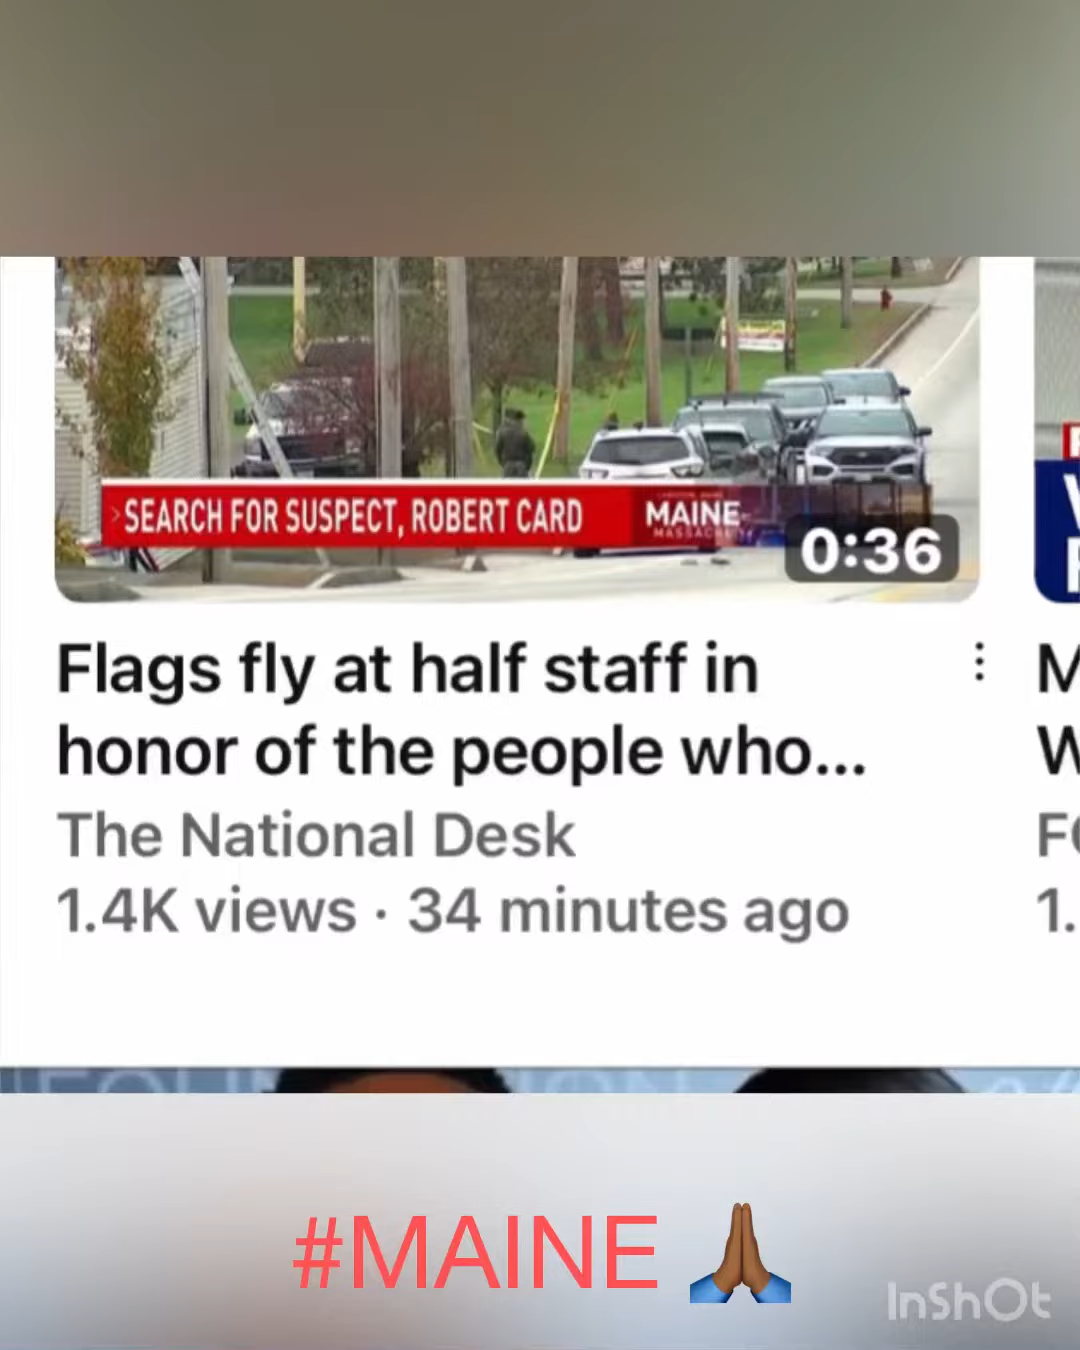 SEARCH FOR SUSPECT, ROBERT CARD
MAINE
0:36
Flags fly at half staff in
honor of the people who...
The National Desk
1.4K views · 34 minutes ago
M
W
1.
#MAINE 🙏🏾
InShOt